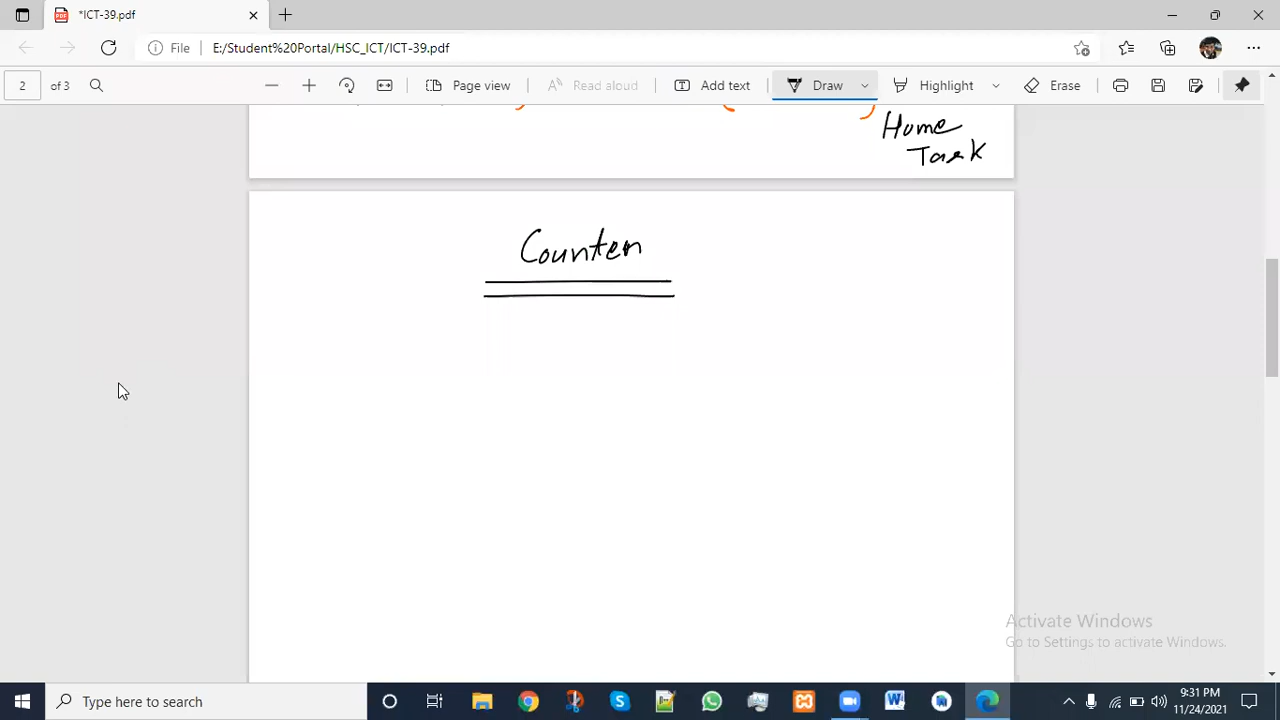 *ICT-39.pdf
File E:/Student%20Portal/HSC_ICT/ICT-39.pdf
2 of 3 Page view Read aloud Add text Draw Highlight Erase
Home
Task
Counter
Activate Windows
Go to Settings to activate Windows.
Type here to search
9:31 PM
11/24/2021